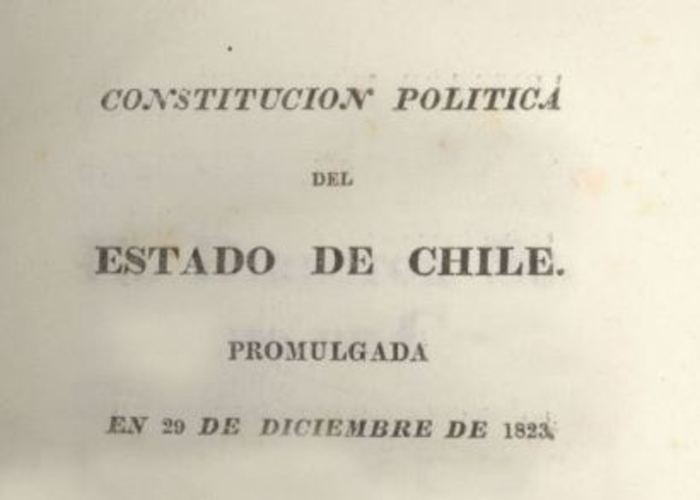 CONSTITUCION POLITICA
DEL
ESTADO DE CHILE.
PROMULGADA
EN 29 DE DICIEMBRE DE 1823.